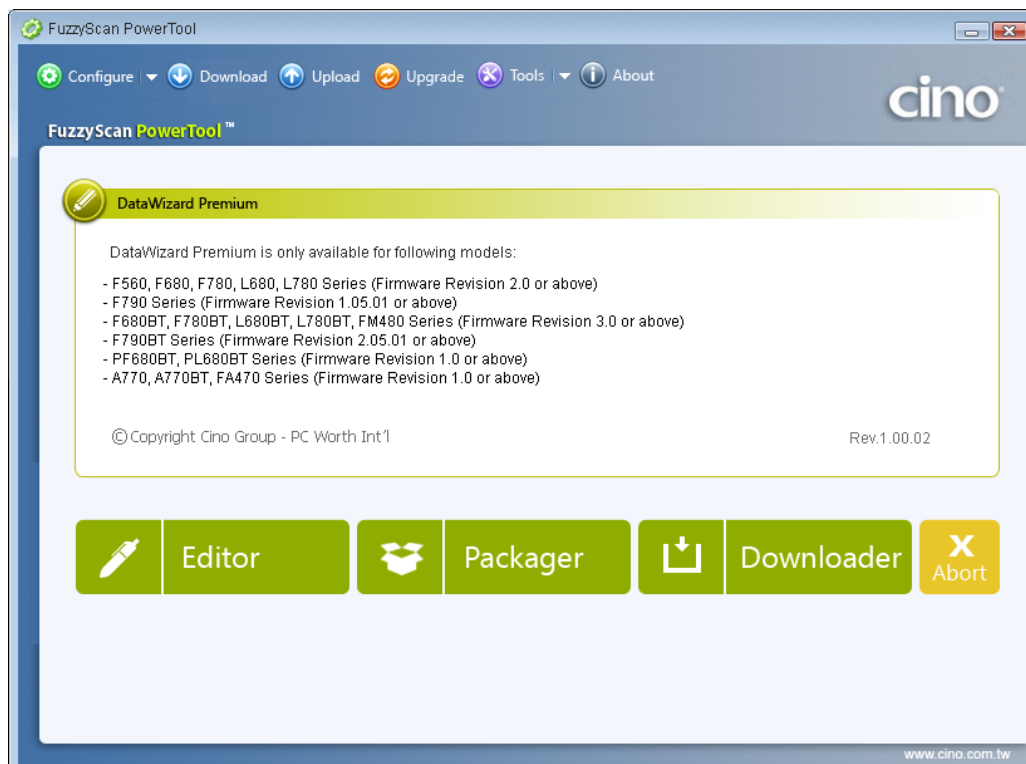 FuzzyScan PowerTool
Configure Download Upload Upgrade Tools About
cino
FuzzyScan PowerTool™
DataWizard Premium
DataWizard Premium is only available for following models:
- F560, F680, F780, L680, L780 Series (Firmware Revision 2.0 or above)
- F790 Series (Firmware Revision 1.05.01 or above)
- F680BT, F780BT, L680BT, L780BT, FM480 Series (Firmware Revision 3.0 or above)
- F790BT Series (Firmware Revision 2.05.01 or above)
- PF680BT, PL680BT Series (Firmware Revision 1.0 or above)
- A770, A770BT, FA470 Series (Firmware Revision 1.0 or above)
© Copyright Cino Group - PC Worth Int'l Rev.1.00.02
Editor Packager Downloader X Abort
www.cino.com.tw